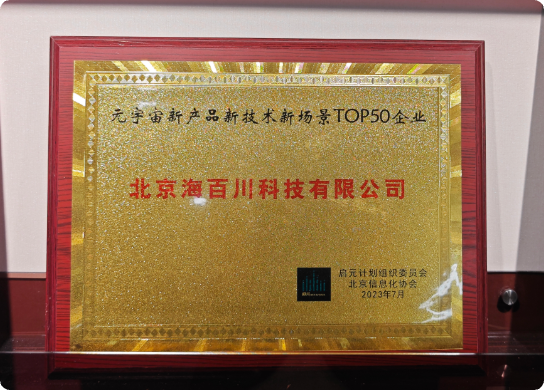 元宇宙新产品新技术新场景TOP50企业
北京海百川科技有限公司
启元计划组织委员会
北京信息化协会
2023年7月